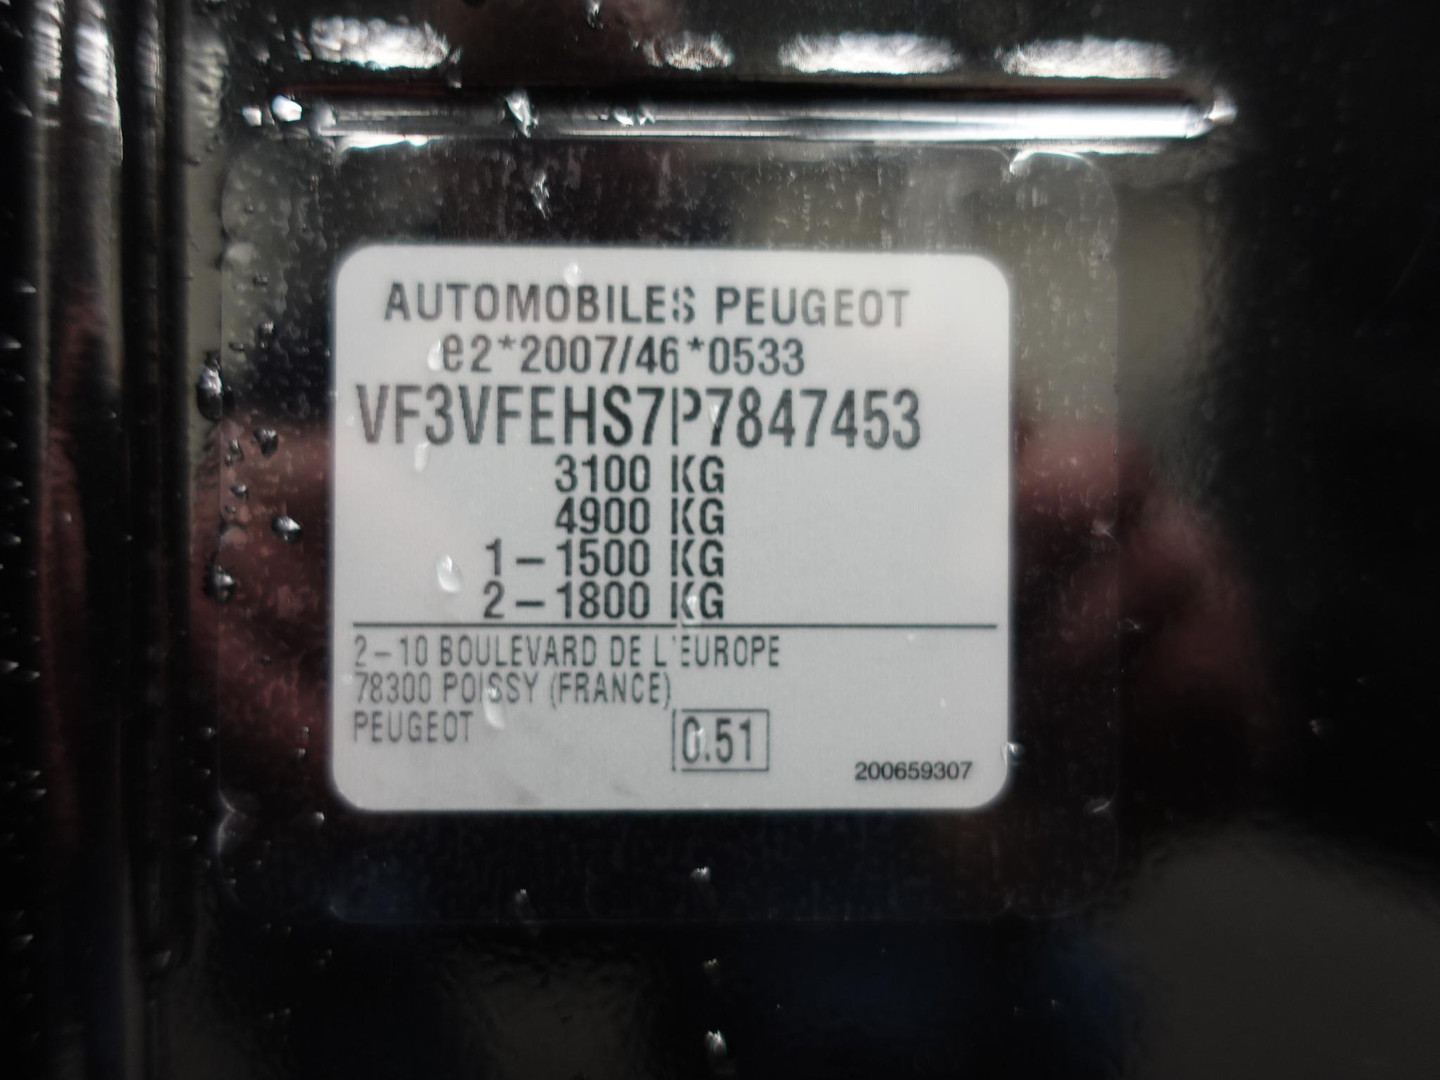 AUTOMOBILES PEUGEOT
e2*2007/46*0533
VF3VFEHS7P7847453
3100 KG
4900 KG
1-1500 KG
2-1800 KG
2-10 BOULEVARD DE L'EUROPE
78300 POISSY (FRANCE)
PEUGEOT
0.51
200659307